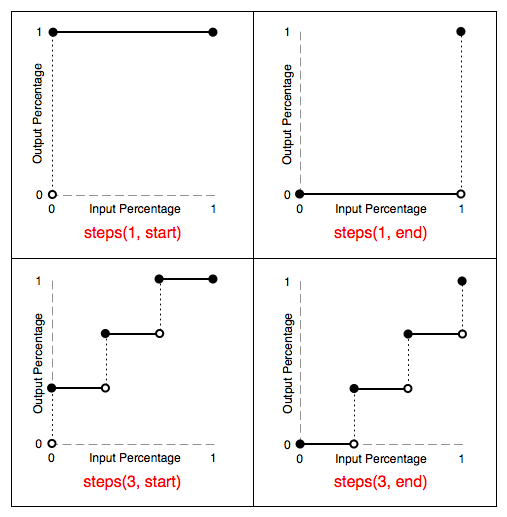 1
Output Percentage
0
0 Input Percentage 1
steps(1, start)
1
Output Percentage
0
0 Input Percentage 1
steps(1, end)
1
Output Percentage
0
0 Input Percentage 1
steps(3, start)
1
Output Percentage
0
0 Input Percentage 1
steps(3, end)